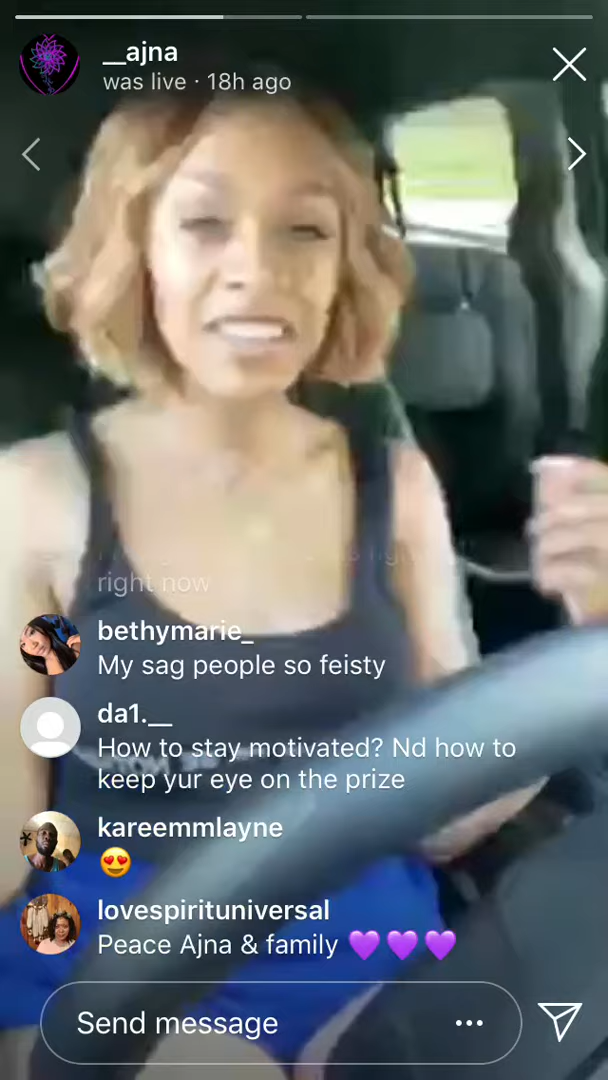 __ajna
was live · 18h ago
right now
bethymarie_
My sag people so feisty
da1.__
How to stay motivated? Nd how to
keep yur eye on the prize
kareemmlayne
😍
lovespirituniversal
Peace Ajna & family 💜💜💜
Send message